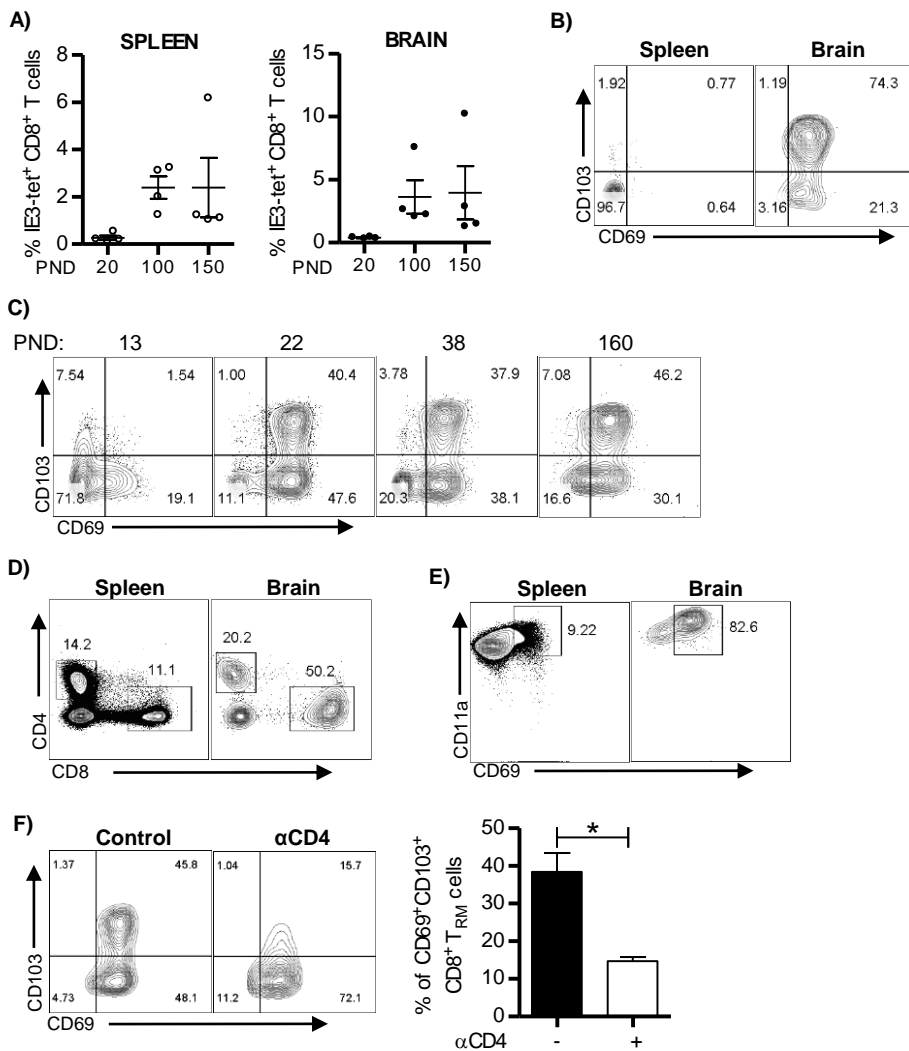 A)
SPLEEN
% IE3-tet⁺ CD8⁺ T cells
8
6
4
2
0
PND 20 100 150
BRAIN
% IE3-tet⁺ CD8⁺ T cells
15
10
5
0
PND 20 100 150
B)
Spleen Brain
1.92 0.77 1.19 74.3
CD103
96.7 0.64 3.16 21.3
CD69
C)
PND: 13 22 38 160
7.54 1.54 1.00 40.4 3.78 37.9 7.08 46.2
CD103
71.8 19.1 11.1 47.6 20.3 38.1 16.6 30.1
CD69
D)
Spleen Brain
14.2 11.1 20.2 50.2
CD4
CD8
E)
Spleen Brain
9.22 82.6
CD11a
CD69
F)
Control αCD4
1.37 45.8 1.04 15.7
CD103
4.73 48.1 11.2 72.1
CD69
% of CD69⁺CD103⁺
CD8⁺ T_RM cells
50
40
30
20
10
0
*
αCD4 - +